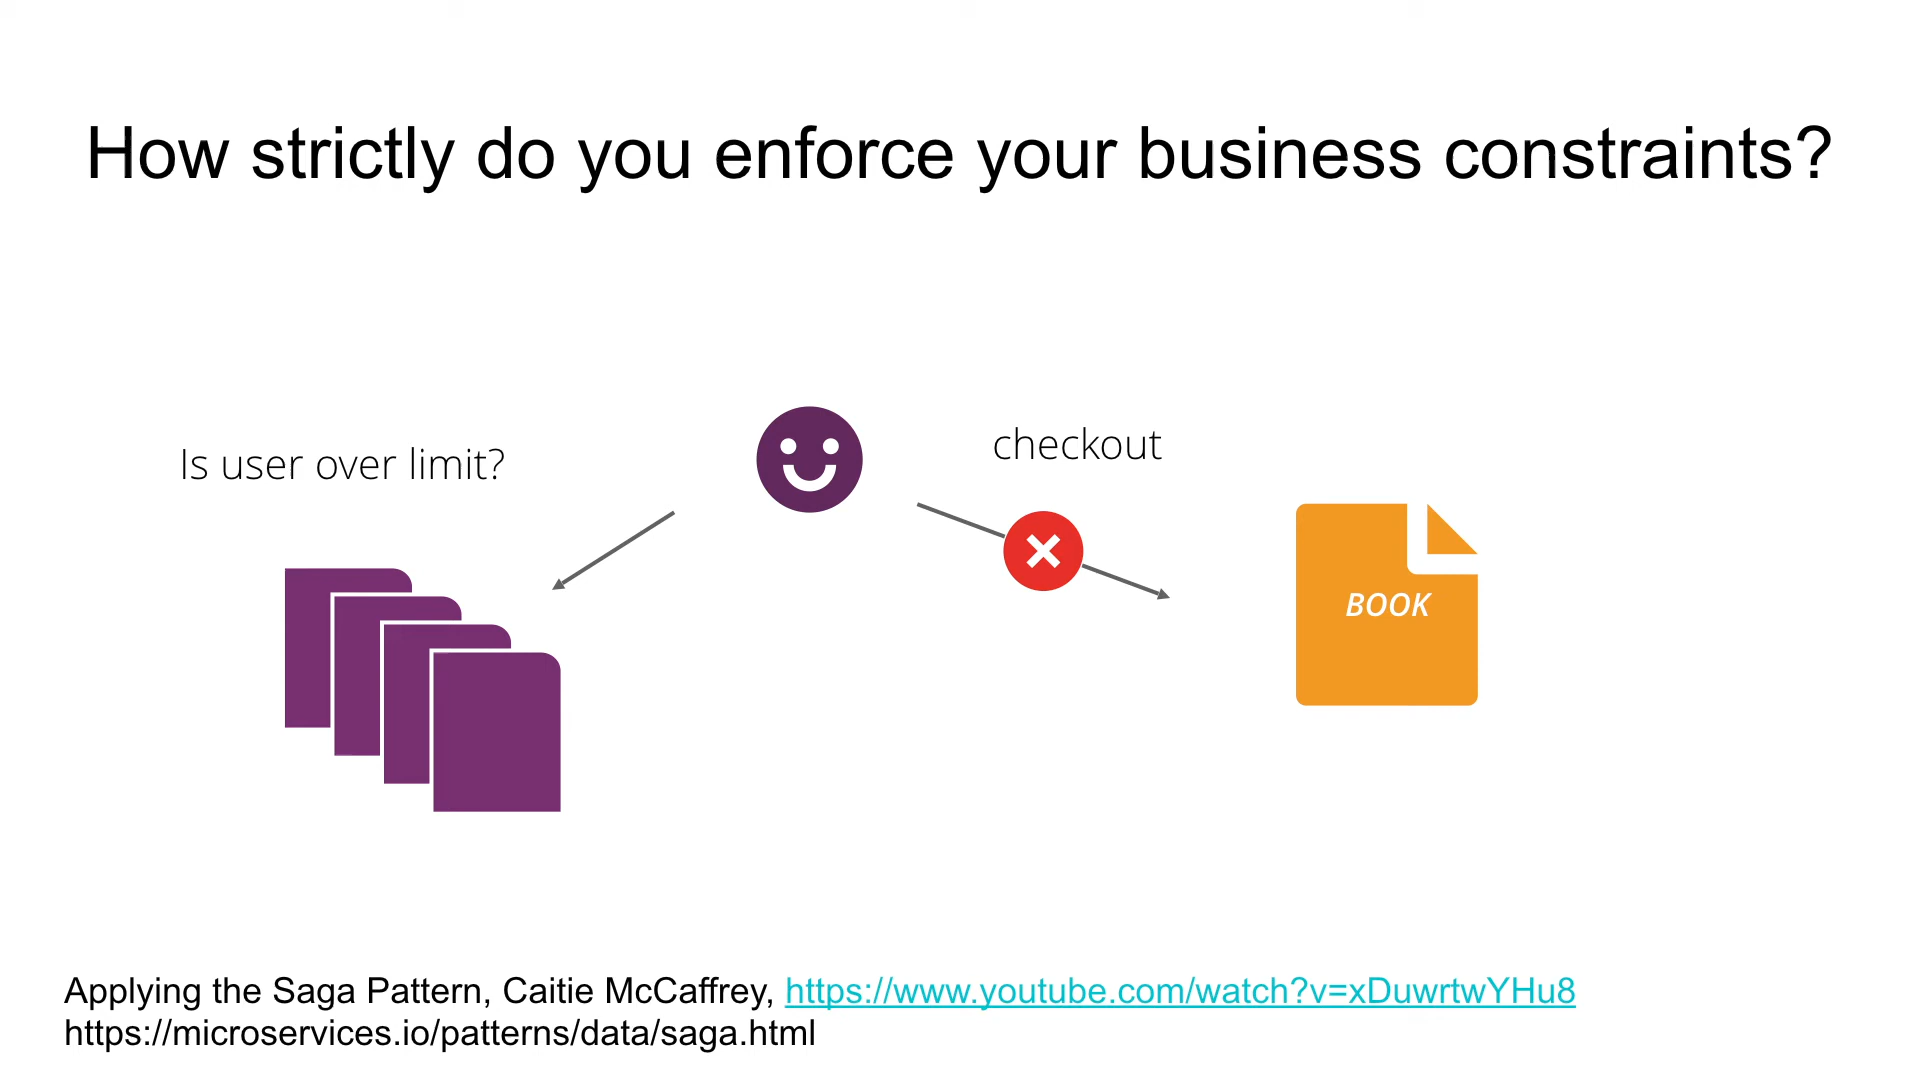 How strictly do you enforce your business constraints?
Is user over limit?
checkout
BOOK
Applying the Saga Pattern, Caitie McCaffrey, https://www.youtube.com/watch?v=xDuwrtwYHu8
https://microservices.io/patterns/data/saga.html